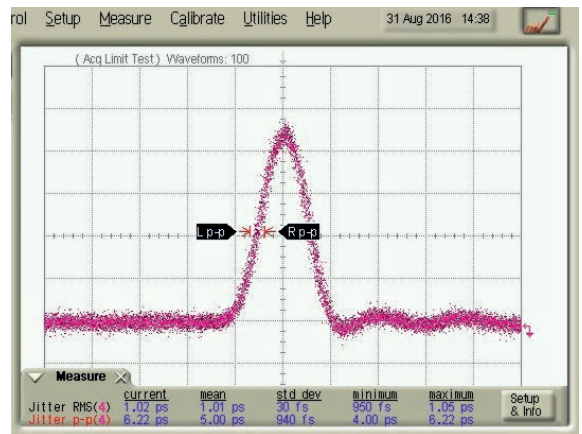 rol Setup Measure Calibrate Utilities Help 31 Aug 2016 14:38
( Acq Limit Test ) Waveforms: 100
L p-p R p-p
Measure
current mean std dev minimum maximum
Jitter RMS(4) 1.02 ps 1.01 ps 30 fs 950 fs 1.05 ps
Jitter p-p(4) 6.22 ps 5.00 ps 940 fs 4.00 ps 6.22 ps
Setup
& Info